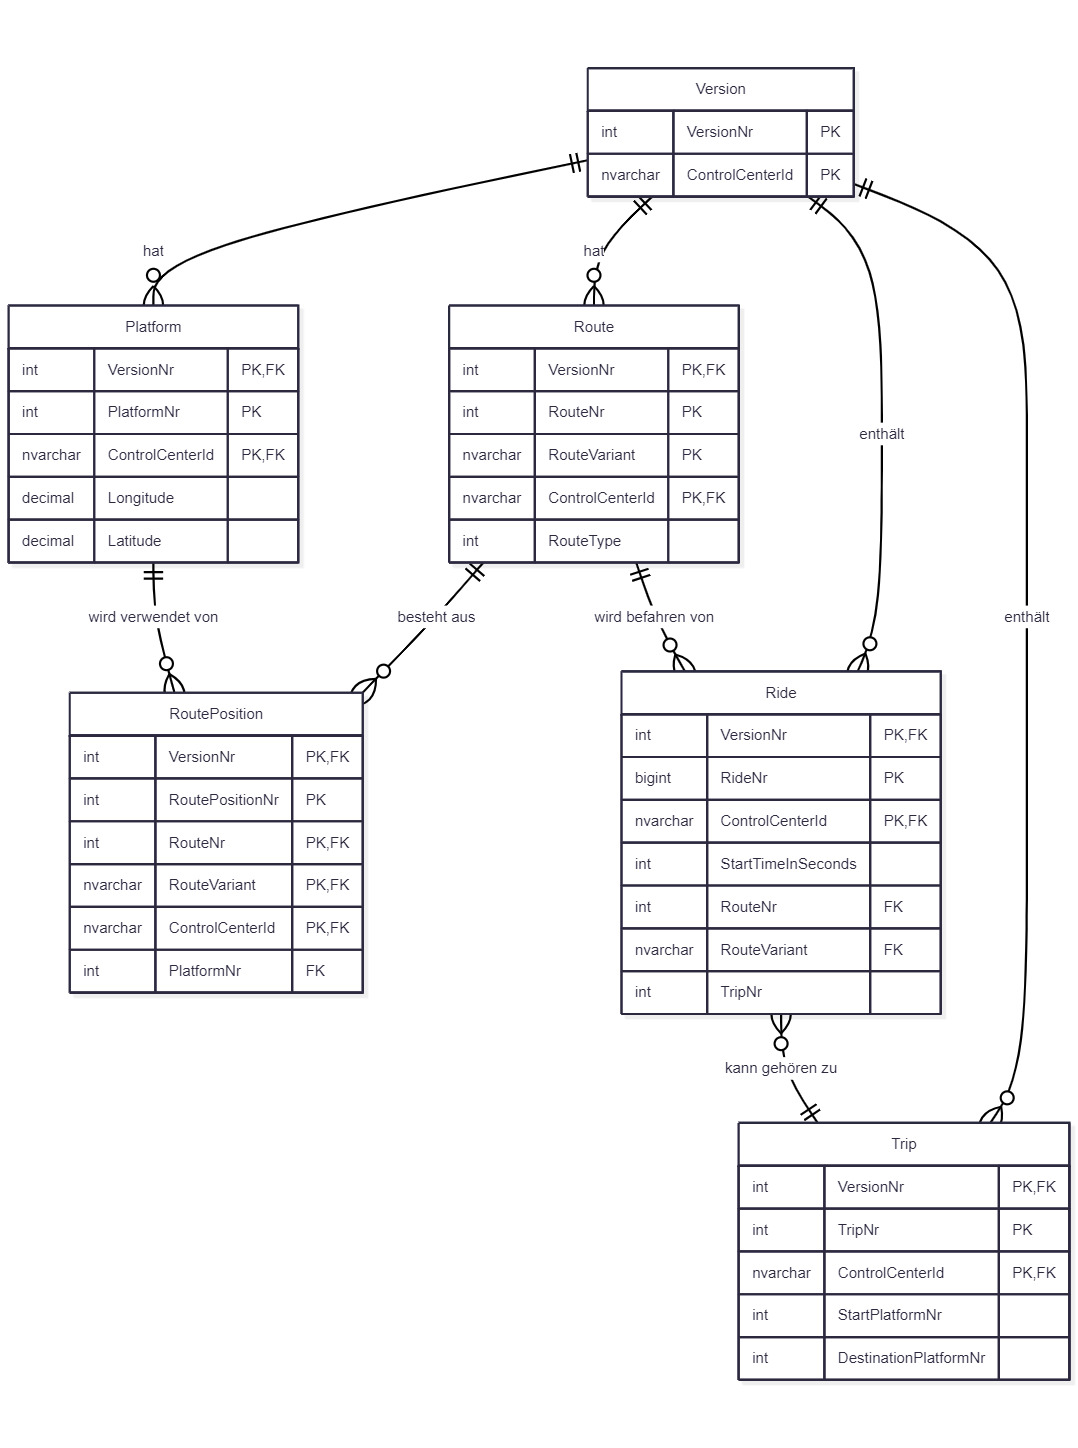 Version
int VersionNr PK
nvarchar ControlCenterId PK
hat
hat
Platform
int VersionNr PK,FK
int PlatformNr PK
nvarchar ControlCenterId PK,FK
decimal Longitude
decimal Latitude
Route
int VersionNr PK,FK
int RouteNr PK
nvarchar RouteVariant PK
nvarchar ControlCenterId PK,FK
int RouteType
enthält
wird verwendet von
besteht aus
wird befahren von
enthält
RoutePosition
int VersionNr PK,FK
int RoutePositionNr PK
int RouteNr PK,FK
nvarchar RouteVariant PK,FK
nvarchar ControlCenterId PK,FK
int PlatformNr FK
Ride
int VersionNr PK,FK
bigint RideNr PK
nvarchar ControlCenterId PK,FK
int StartTimeInSeconds
int RouteNr FK
nvarchar RouteVariant FK
int TripNr
kann gehören zu
Trip
int VersionNr PK,FK
int TripNr PK
nvarchar ControlCenterId PK,FK
int StartPlatformNr
int DestinationPlatformNr